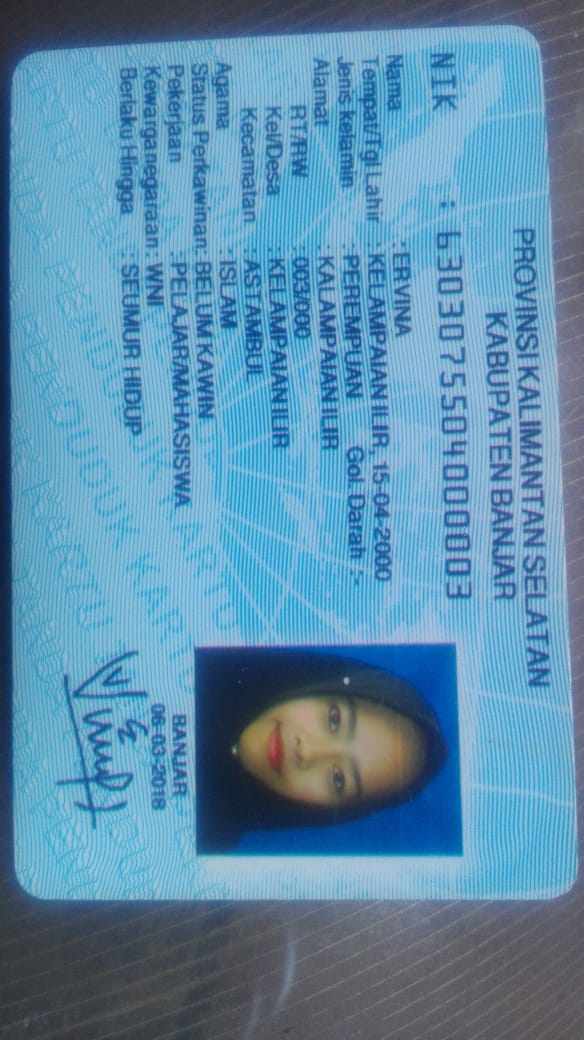 PROVINSI KALIMANTAN SELATAN
KABUPATEN BANJAR
NIK : 6303075504000003
Nama : ERVINA
Tempat/Tgl Lahir : KELAMPAIAN ILIR, 15-04-2000
Jenis kelamin : PEREMPUAN Gol. Darah : -
Alamat : KALAMPAIAN ILIR
RT/RW : 003/000
Kel/Desa : KELAMPAIAN ILIR
Kecamatan : ASTAMBUL
Agama : ISLAM
Status Perkawinan : BELUM KAWIN
Pekerjaan : PELAJAR/MAHASISWA
Kewarganegaraan : WNI
Berlaku Hingga : SEUMUR HIDUP
BANJAR
06-03-2018